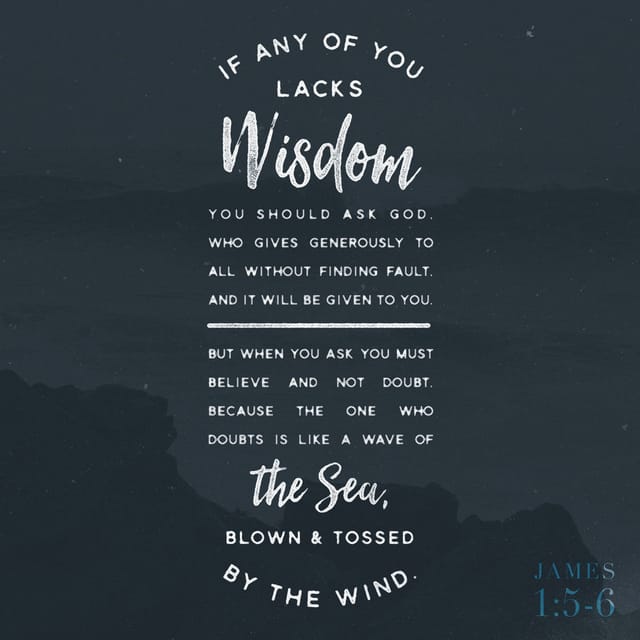 IF ANY OF YOU
LACKS
Wisdom
YOU SHOULD ASK GOD.
WHO GIVES GENEROUSLY TO
ALL WITHOUT FINDING FAULT.
AND IT WILL BE GIVEN TO YOU.
BUT WHEN YOU ASK YOU MUST
BELIEVE AND NOT DOUBT.
BECAUSE THE ONE WHO
DOUBTS IS LIKE A WAVE OF
the Sea,
BLOWN & TOSSED
BY THE WIND.
JAMES
1:5-6